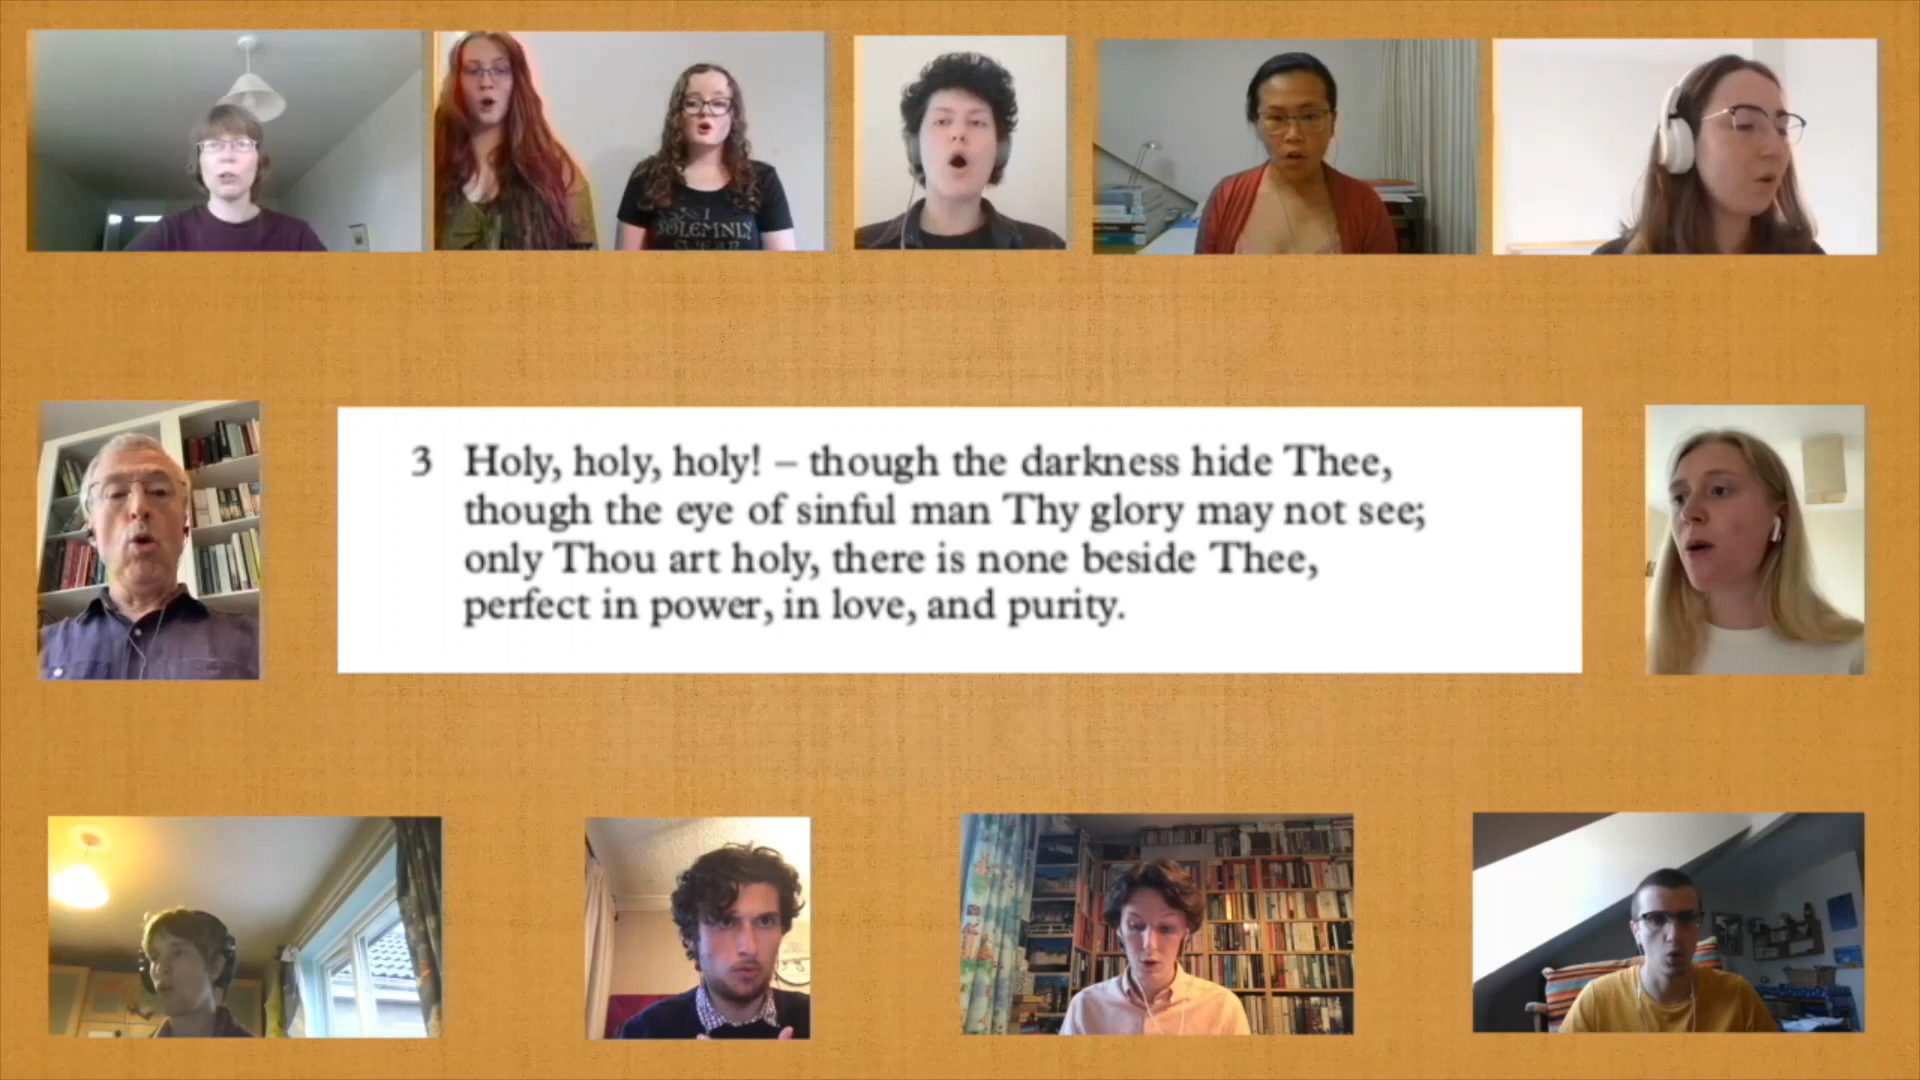 I
SOLEMNLY
SWEAR
3 Holy, holy, holy! – though the darkness hide Thee,
though the eye of sinful man Thy glory may not see;
only Thou art holy, there is none beside Thee,
perfect in power, in love, and purity.